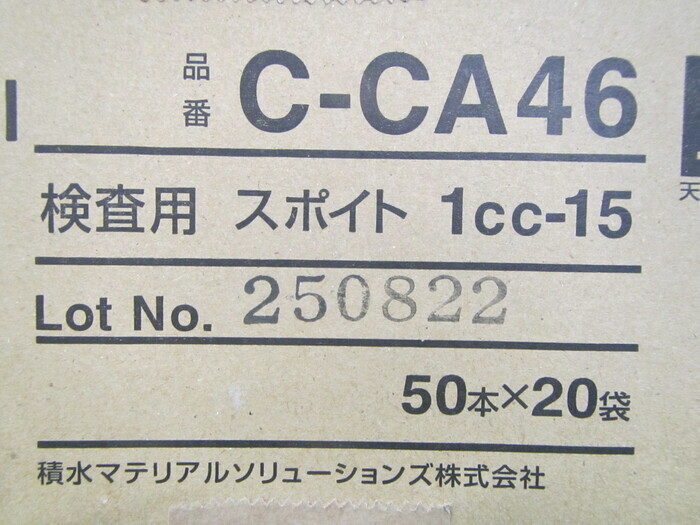 品番 C-CA46
検査用 スポイト 1cc-15
Lot No. 250822
50本×20袋
積水マテリアルソリューションズ株式会社
天